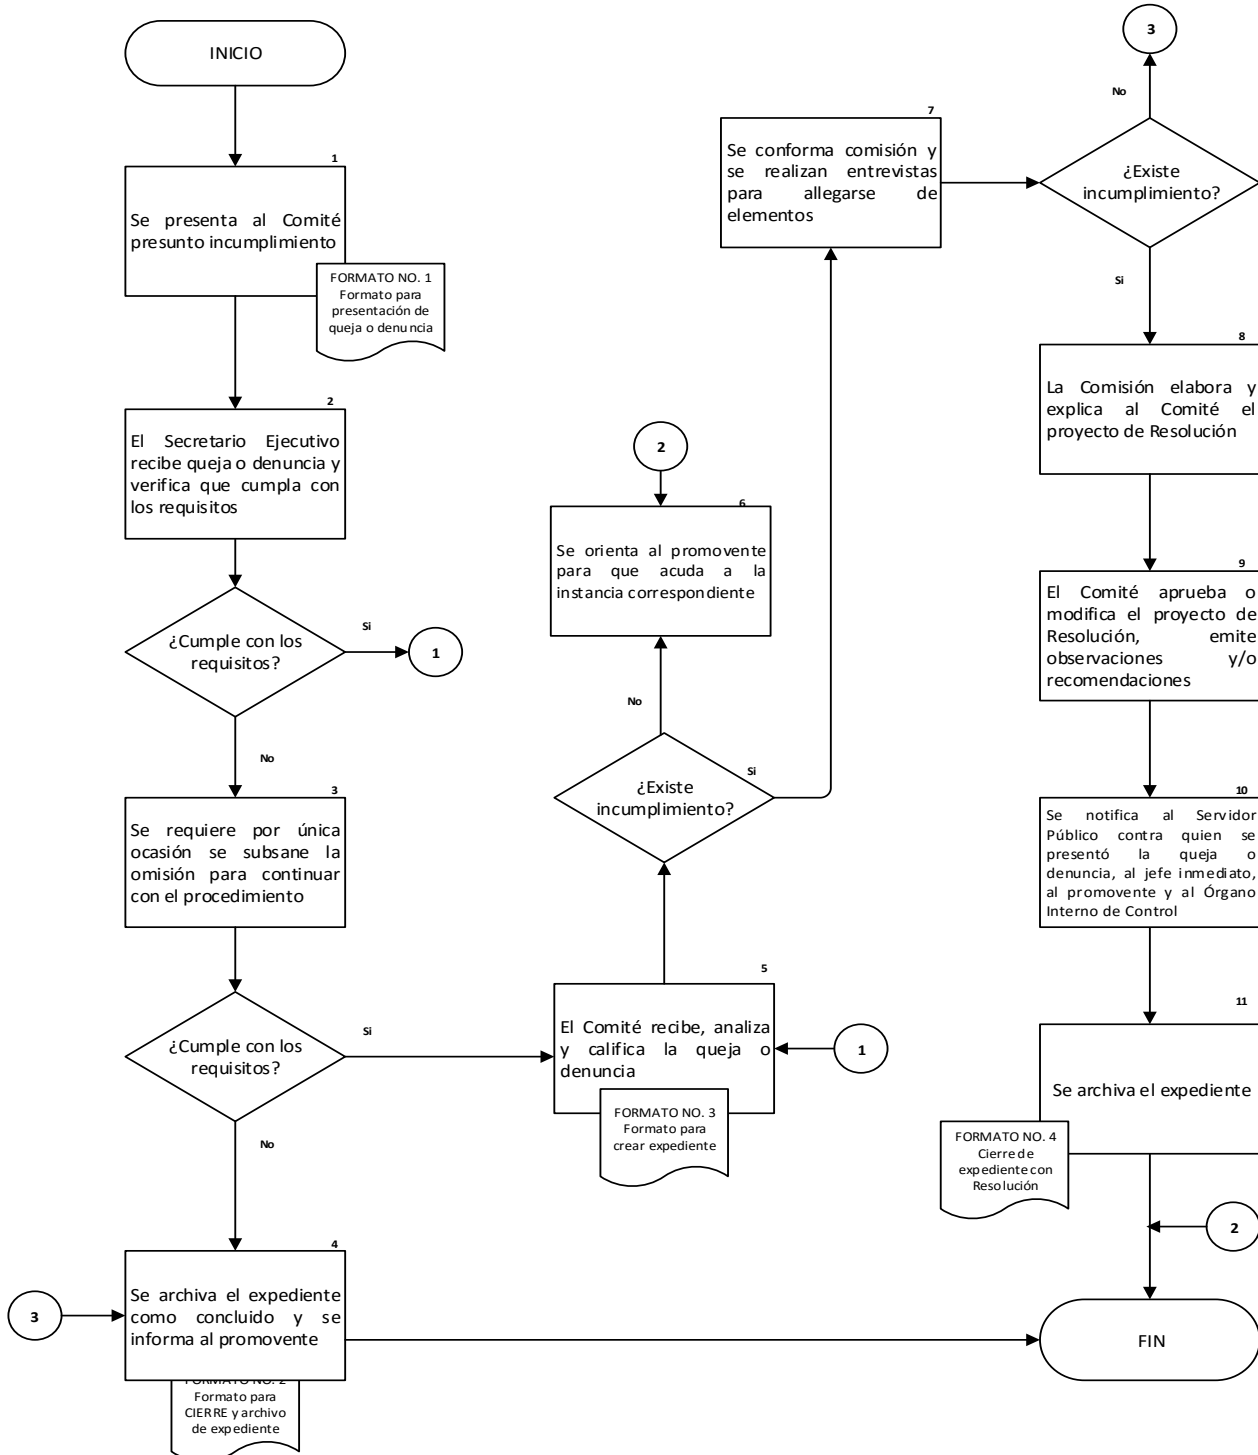 INICIO
1
Se presenta al Comité
presunto incumplimiento
FORMATO NO. 1
Formato para
presentación de
queja o denuncia
2
El Secretario Ejecutivo
recibe queja o denuncia y
verifica que cumpla con
los requisitos
¿Cumple con los
requisitos?
Si
1
No
3
Se requiere por única
ocasión se subsane la
omisión para continuar
con el procedimiento
¿Cumple con los
requisitos?
Si
No
4
3
Se archiva el expediente
como concluido y se
informa al promovente
FORMATO NO. 2
Formato para
CIERRE y archivo
de expediente
5
El Comité recibe, analiza
y califica la queja o
denuncia
1
FORMATO NO. 3
Formato para
crear expediente
¿Existe
incumplimiento?
No
Si
2
6
Se orienta al promovente
para que acuda a la
instancia correspondiente
7
Se conforma comisión y
se realizan entrevistas
para allegarse de
elementos
3
No
¿Existe
incumplimiento?
Si
8
La Comisión elabora y
explica al Comité el
proyecto de Resolución
9
El Comité aprueba o
modifica el proyecto de
Resolución, emite
observaciones y/o
recomendaciones
10
Se notifica al Servidor
Público contra quien se
presentó la queja o
denuncia, al jefe inmediato,
al promovente y al Órgano
Interno de Control
11
Se archiva el expediente
FORMATO NO. 4
Cierre de
expediente con
Resolución
2
FIN